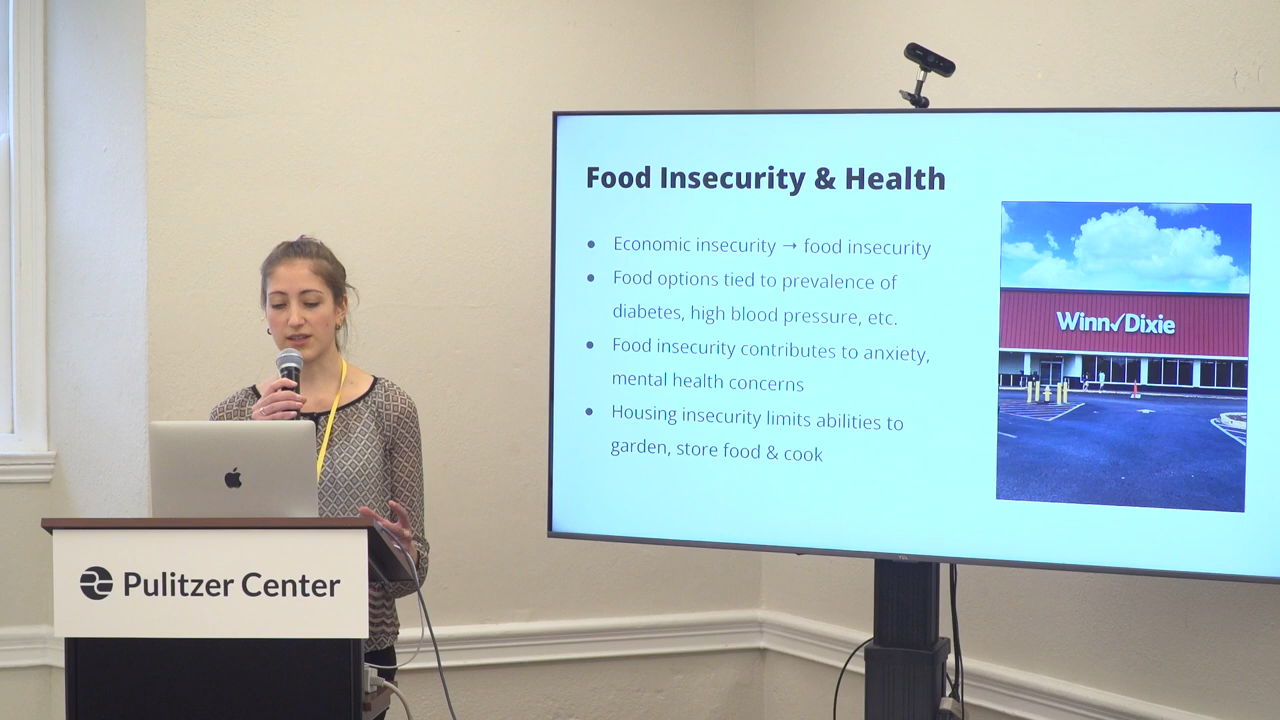 Food Insecurity & Health
● Economic insecurity → food insecurity
● Food options tied to prevalence of
diabetes, high blood pressure, etc.
● Food insecurity contributes to anxiety,
mental health concerns
● Housing insecurity limits abilities to
garden, store food & cook
Winn✓Dixie
Pulitzer Center
TCL